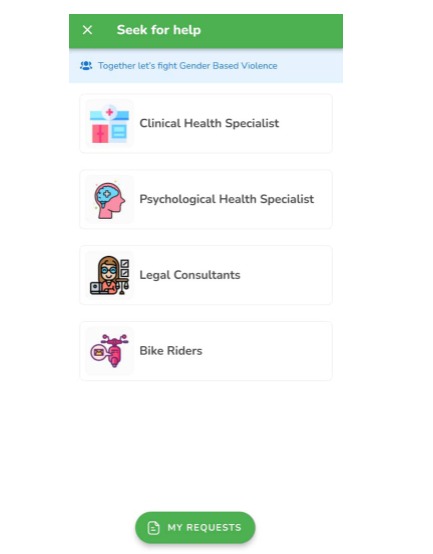 Seek for help
Together let's fight Gender Based Violence
Clinical Health Specialist
Psychological Health Specialist
Legal Consultants
Bike Riders
MY REQUESTS